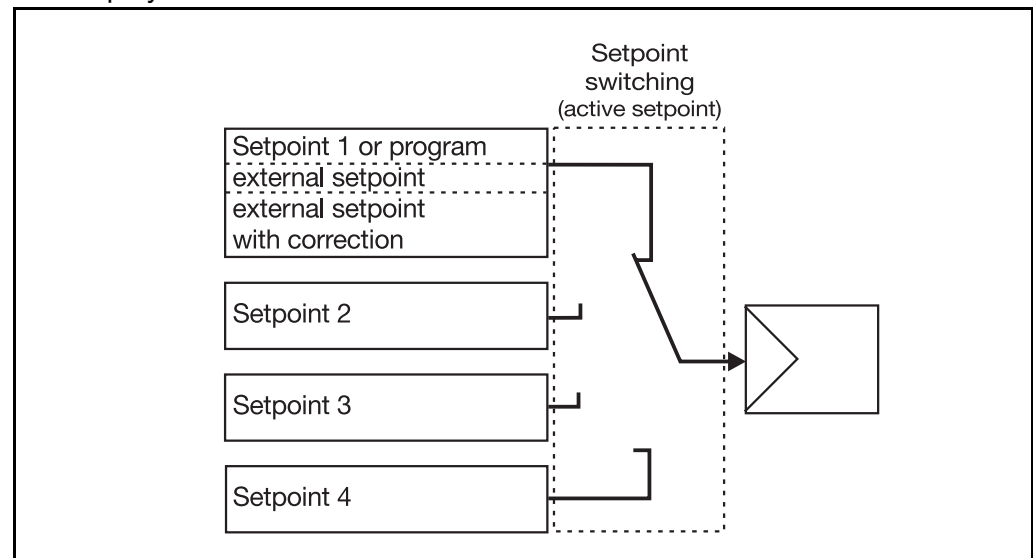 Setpoint
switching
(active setpoint)
Setpoint 1 or program
external setpoint
external setpoint
with correction
Setpoint 2
Setpoint 3
Setpoint 4